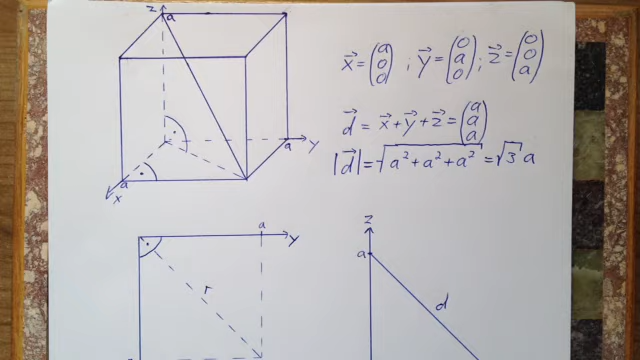 z
a
a
y
a
x
x⃗ = (a 0 0) ; y⃗ = (0 a 0) ; z⃗ = (0 0 a)
d⃗ = x⃗ + y⃗ + z⃗ = (a a a)
|d⃗| = √(a² + a² + a²) = √3 a
a
y
r
z
a
d